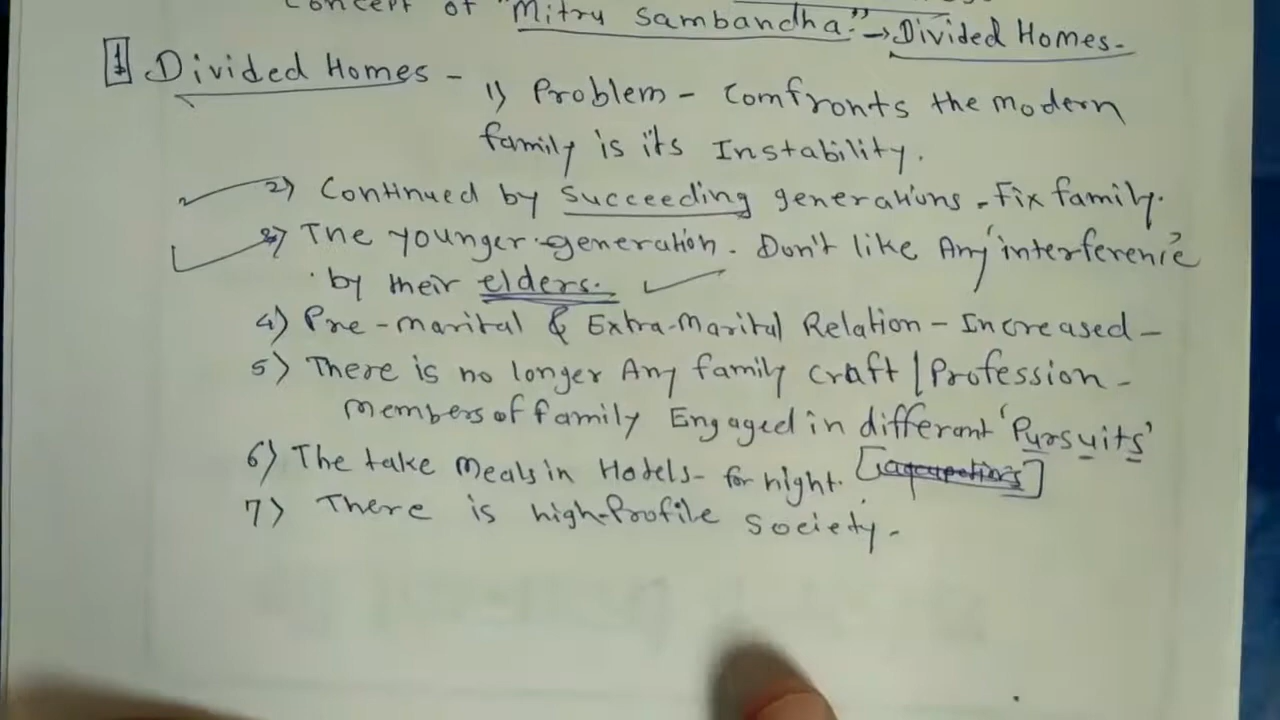 Concept of "Mitru Sambandha." → Divided Homes-
1 Divided Homes -
1) Problem - Comfronts the modern
family is its Instability.
2) Continued by succeeding generations - Fix family.
3) The younger-generation. Don't like Any interference
by their elders.
4) Pre-marital & Extra-Marital Relation - Increased -
5) There is no longer Any family craft | Profession -
Members of family Engaged in different 'Pursuits'
6) The take Meals in Hotels - for night. [ ]
7) There is high-Profile Society.